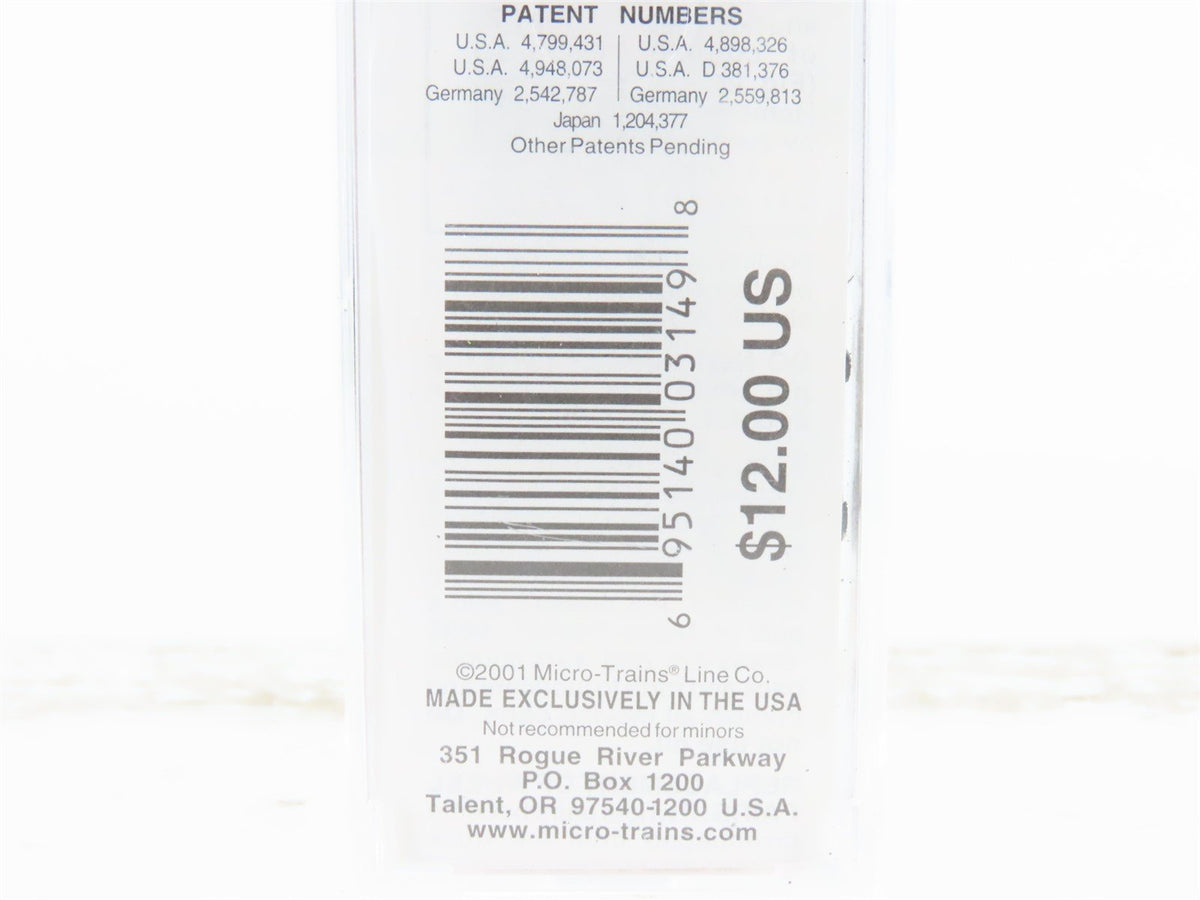 PATENT NUMBERS
U.S.A. 4,799,431 | U.S.A. 4,898,326
U.S.A. 4,948,073 | U.S.A. D 381,376
Germany 2,542,787 | Germany 2,559,813
Japan 1,204,377
Other Patents Pending
6 95140 03149 8
$12.00 US
©2001 Micro-Trains® Line Co.
MADE EXCLUSIVELY IN THE USA
Not recommended for minors
351 Rogue River Parkway
P.O. Box 1200
Talent, OR 97540-1200 U.S.A.
www.micro-trains.com